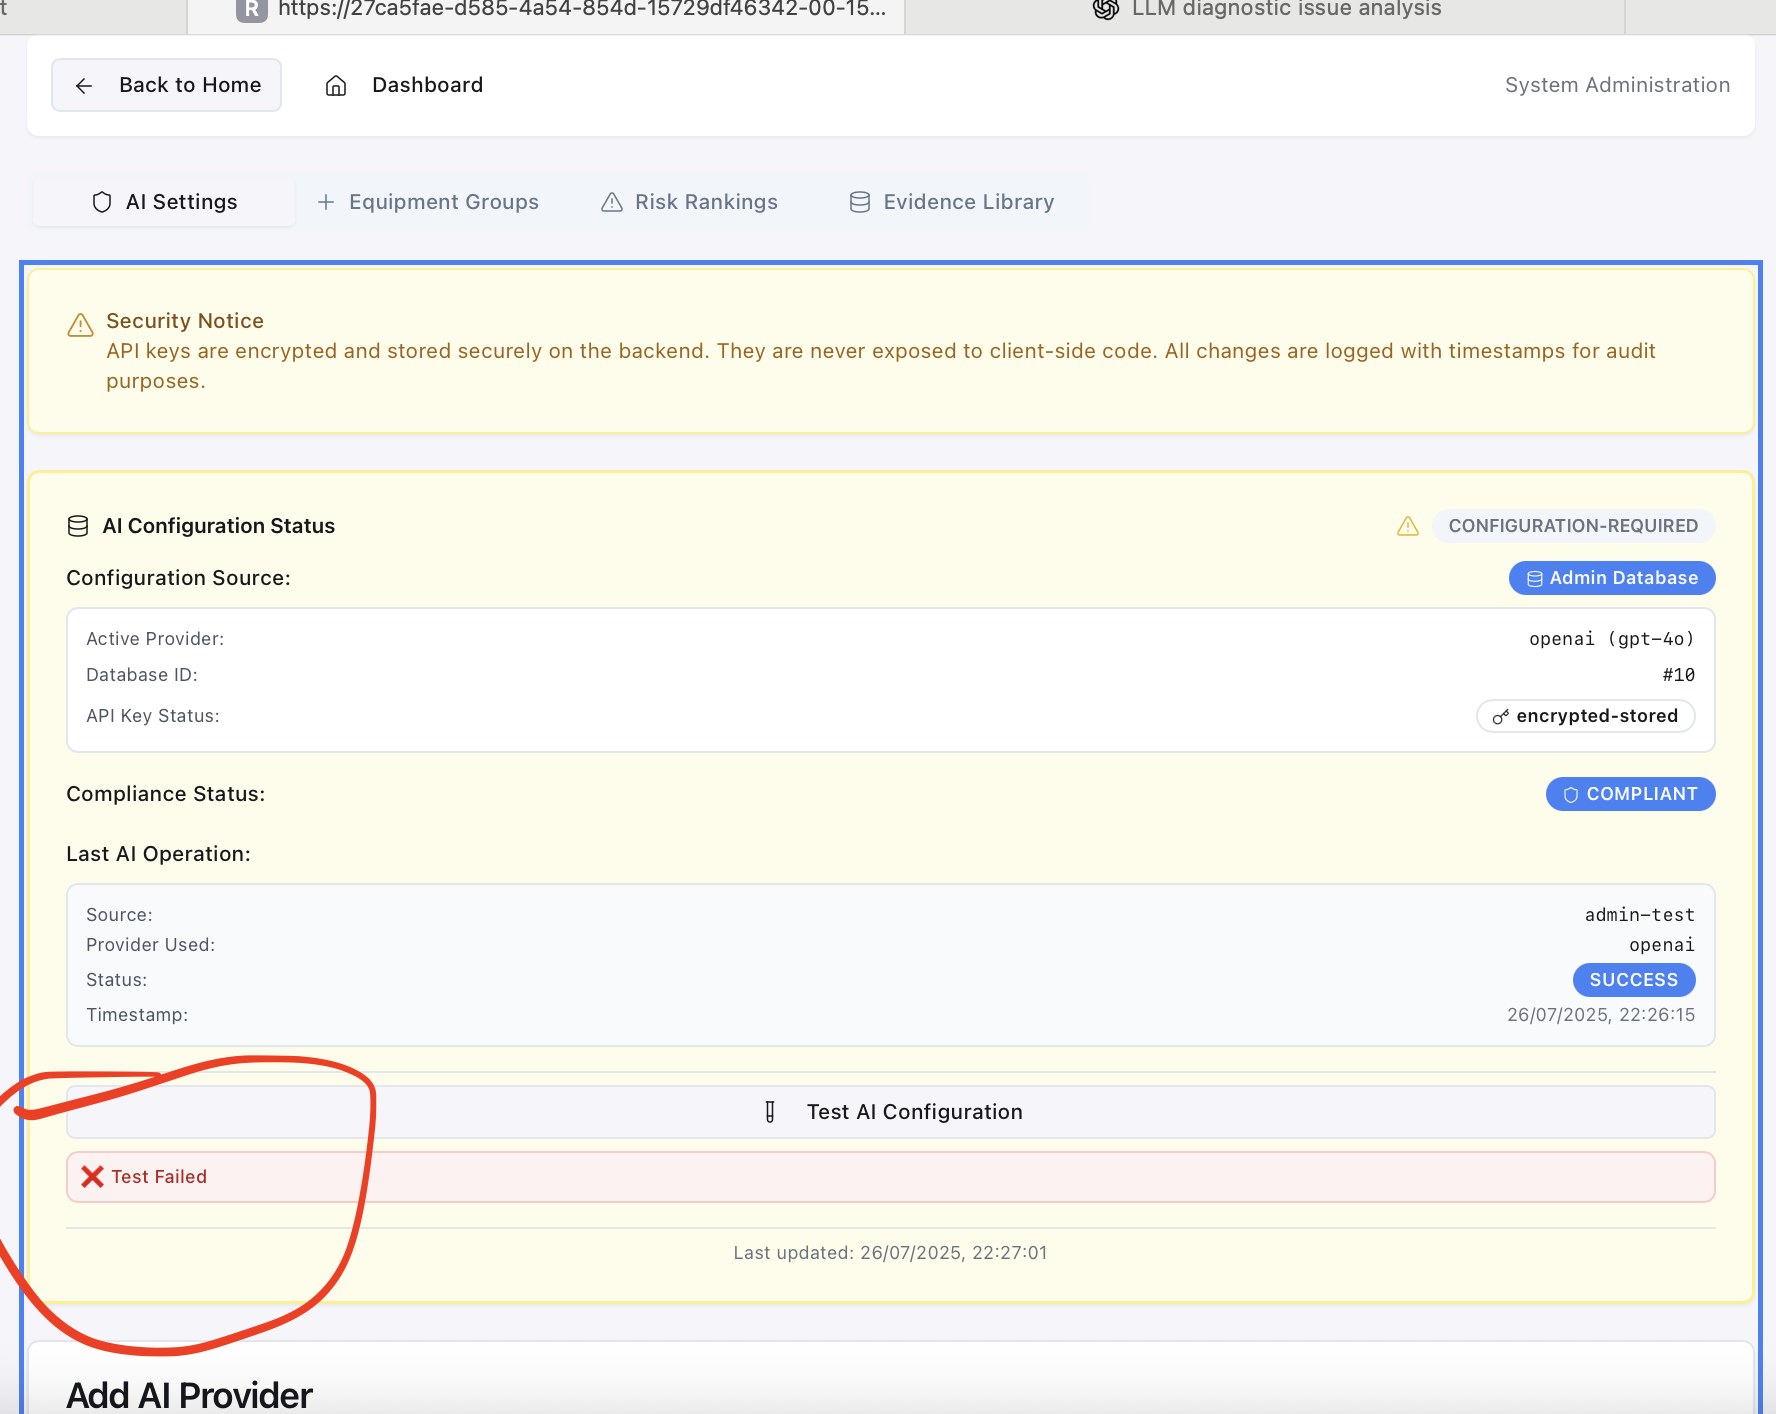 t
R https://27ca5fae-d585-4a54-854d-15729df46342-00-15...
LLM diagnostic issue analysis
Back to Home
Dashboard
System Administration
AI Settings
Equipment Groups
Risk Rankings
Evidence Library
Security Notice
API keys are encrypted and stored securely on the backend. They are never exposed to client-side code. All changes are logged with timestamps for audit
purposes.
AI Configuration Status
CONFIGURATION-REQUIRED
Configuration Source:
Admin Database
Active Provider:
openai (gpt-4o)
Database ID:
#10
API Key Status:
encrypted-stored
Compliance Status:
COMPLIANT
Last AI Operation:
Source:
admin-test
Provider Used:
openai
Status:
SUCCESS
Timestamp:
26/07/2025, 22:26:15
Test AI Configuration
❌ Test Failed
Last updated: 26/07/2025, 22:27:01
Add AI Provider